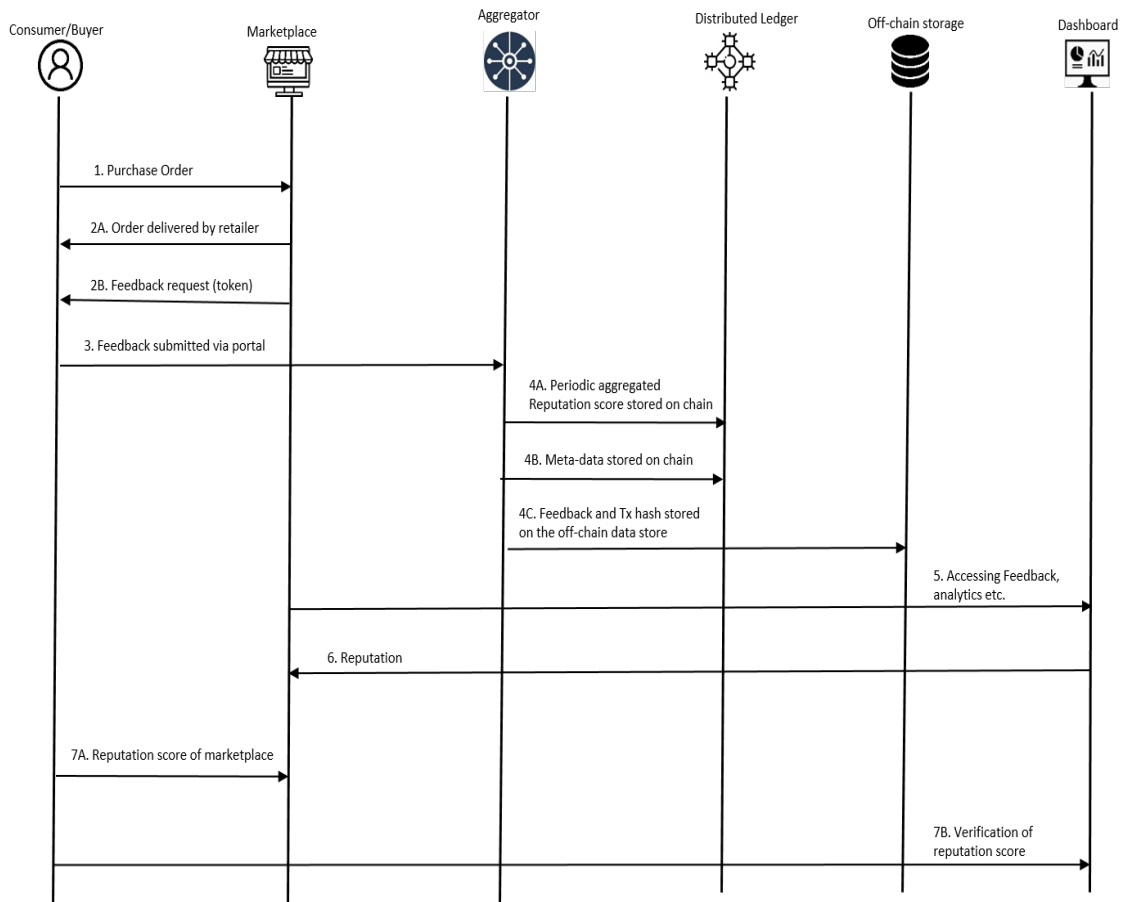 Consumer/Buyer
Marketplace
Aggregator
Distributed Ledger
Off-chain storage
Dashboard
1. Purchase Order
2A. Order delivered by retailer
2B. Feedback request (token)
3. Feedback submitted via portal
4A. Periodic aggregated
Reputation score stored on chain
4B. Meta-data stored on chain
4C. Feedback and Tx hash stored
on the off-chain data store
5. Accessing Feedback,
analytics etc.
6. Reputation
7A. Reputation score of marketplace
7B. Verification of
reputation score